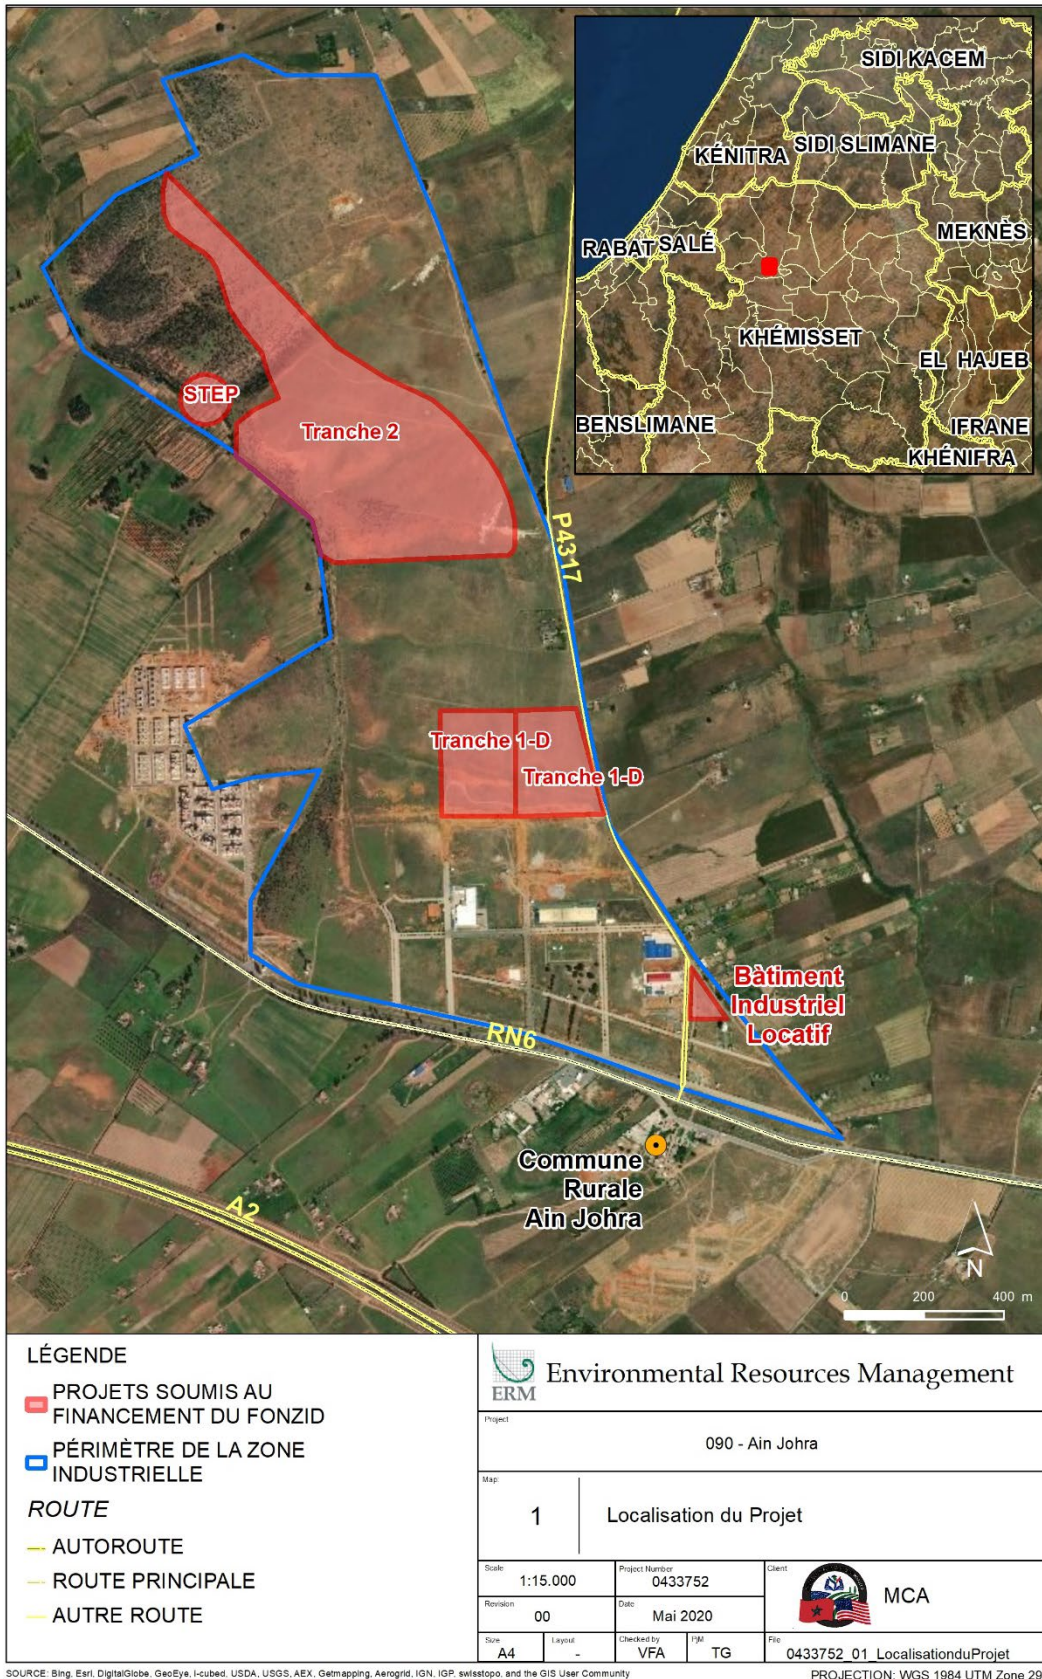 SIDI KACEM
KÉNITRA
SIDI SLIMANE
RABAT
SALÉ
MEKNÈS
KHÉMISSET
EL HAJEB
BENSLIMANE
IFRANE
KHÉNIFRA
STEP
Tranche 2
P4317
Tranche 1-D
Tranche 1-D
Bàtiment
Industriel
Locatif
RN6
Commune
Rurale
Ain Johra
A2
N
0 200 400 m
LÉGENDE
PROJETS SOUMIS AU
FINANCEMENT DU FONZID
PÉRIMÈTRE DE LA ZONE
INDUSTRIELLE
ROUTE
AUTOROUTE
ROUTE PRINCIPALE
AUTRE ROUTE
ERM
Environmental Resources Management
Project
090 - Ain Johra
Map:
1
Localisation du Projet
Scale
1:15.000
Project Number
0433752
Client
MCA
Revision
00
Date
Mai 2020
Size
A4
Layout
-
Checked by
VFA
PjM
TG
File
0433752_01_LocalisationduProjet
SOURCE: Bing, Esri, DigitalGlobe, GeoEye, i-cubed, USDA, USGS, AEX, Getmapping, Aerogrid, IGN, IGP, swisstopo, and the GIS User Community
PROJECTION: WGS 1984 UTM Zone 29